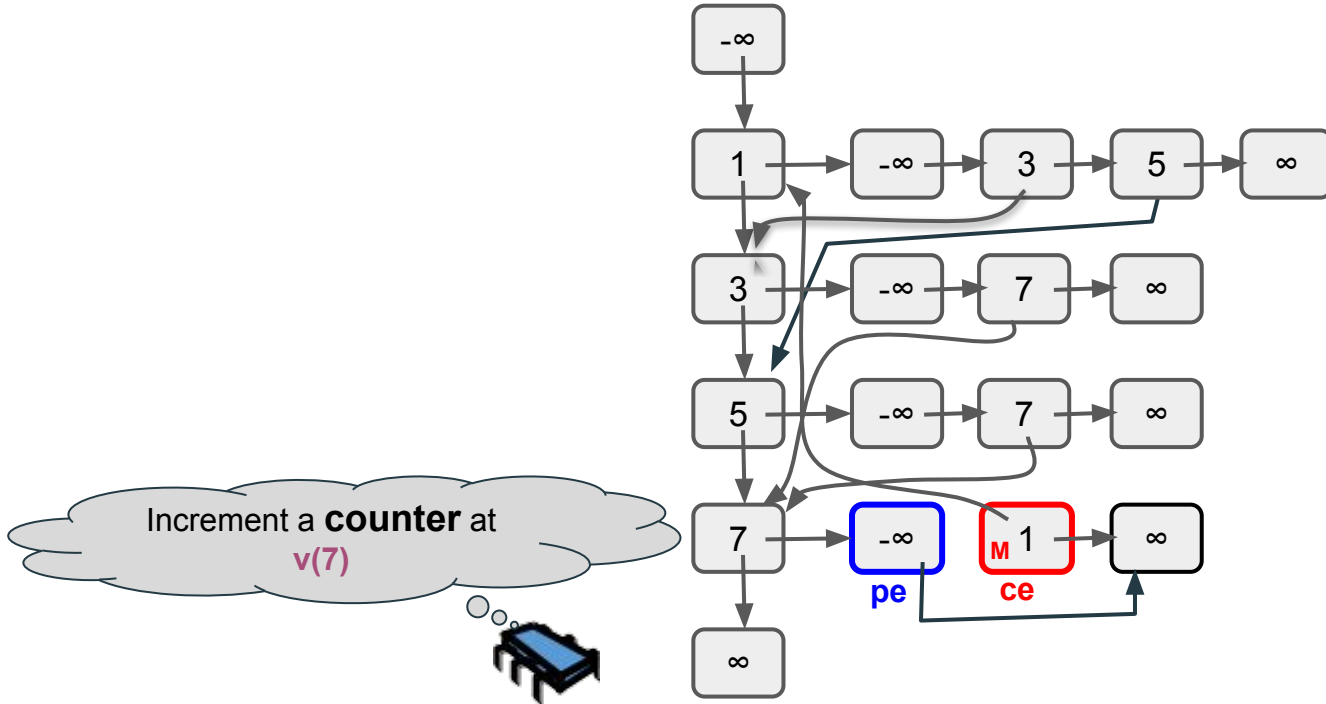 -∞
1 -∞ 3 5 ∞
3 -∞ 7 ∞
5 -∞ 7 ∞
Increment a counter at
v(7)
7 -∞ M 1 ∞
pe ce
∞